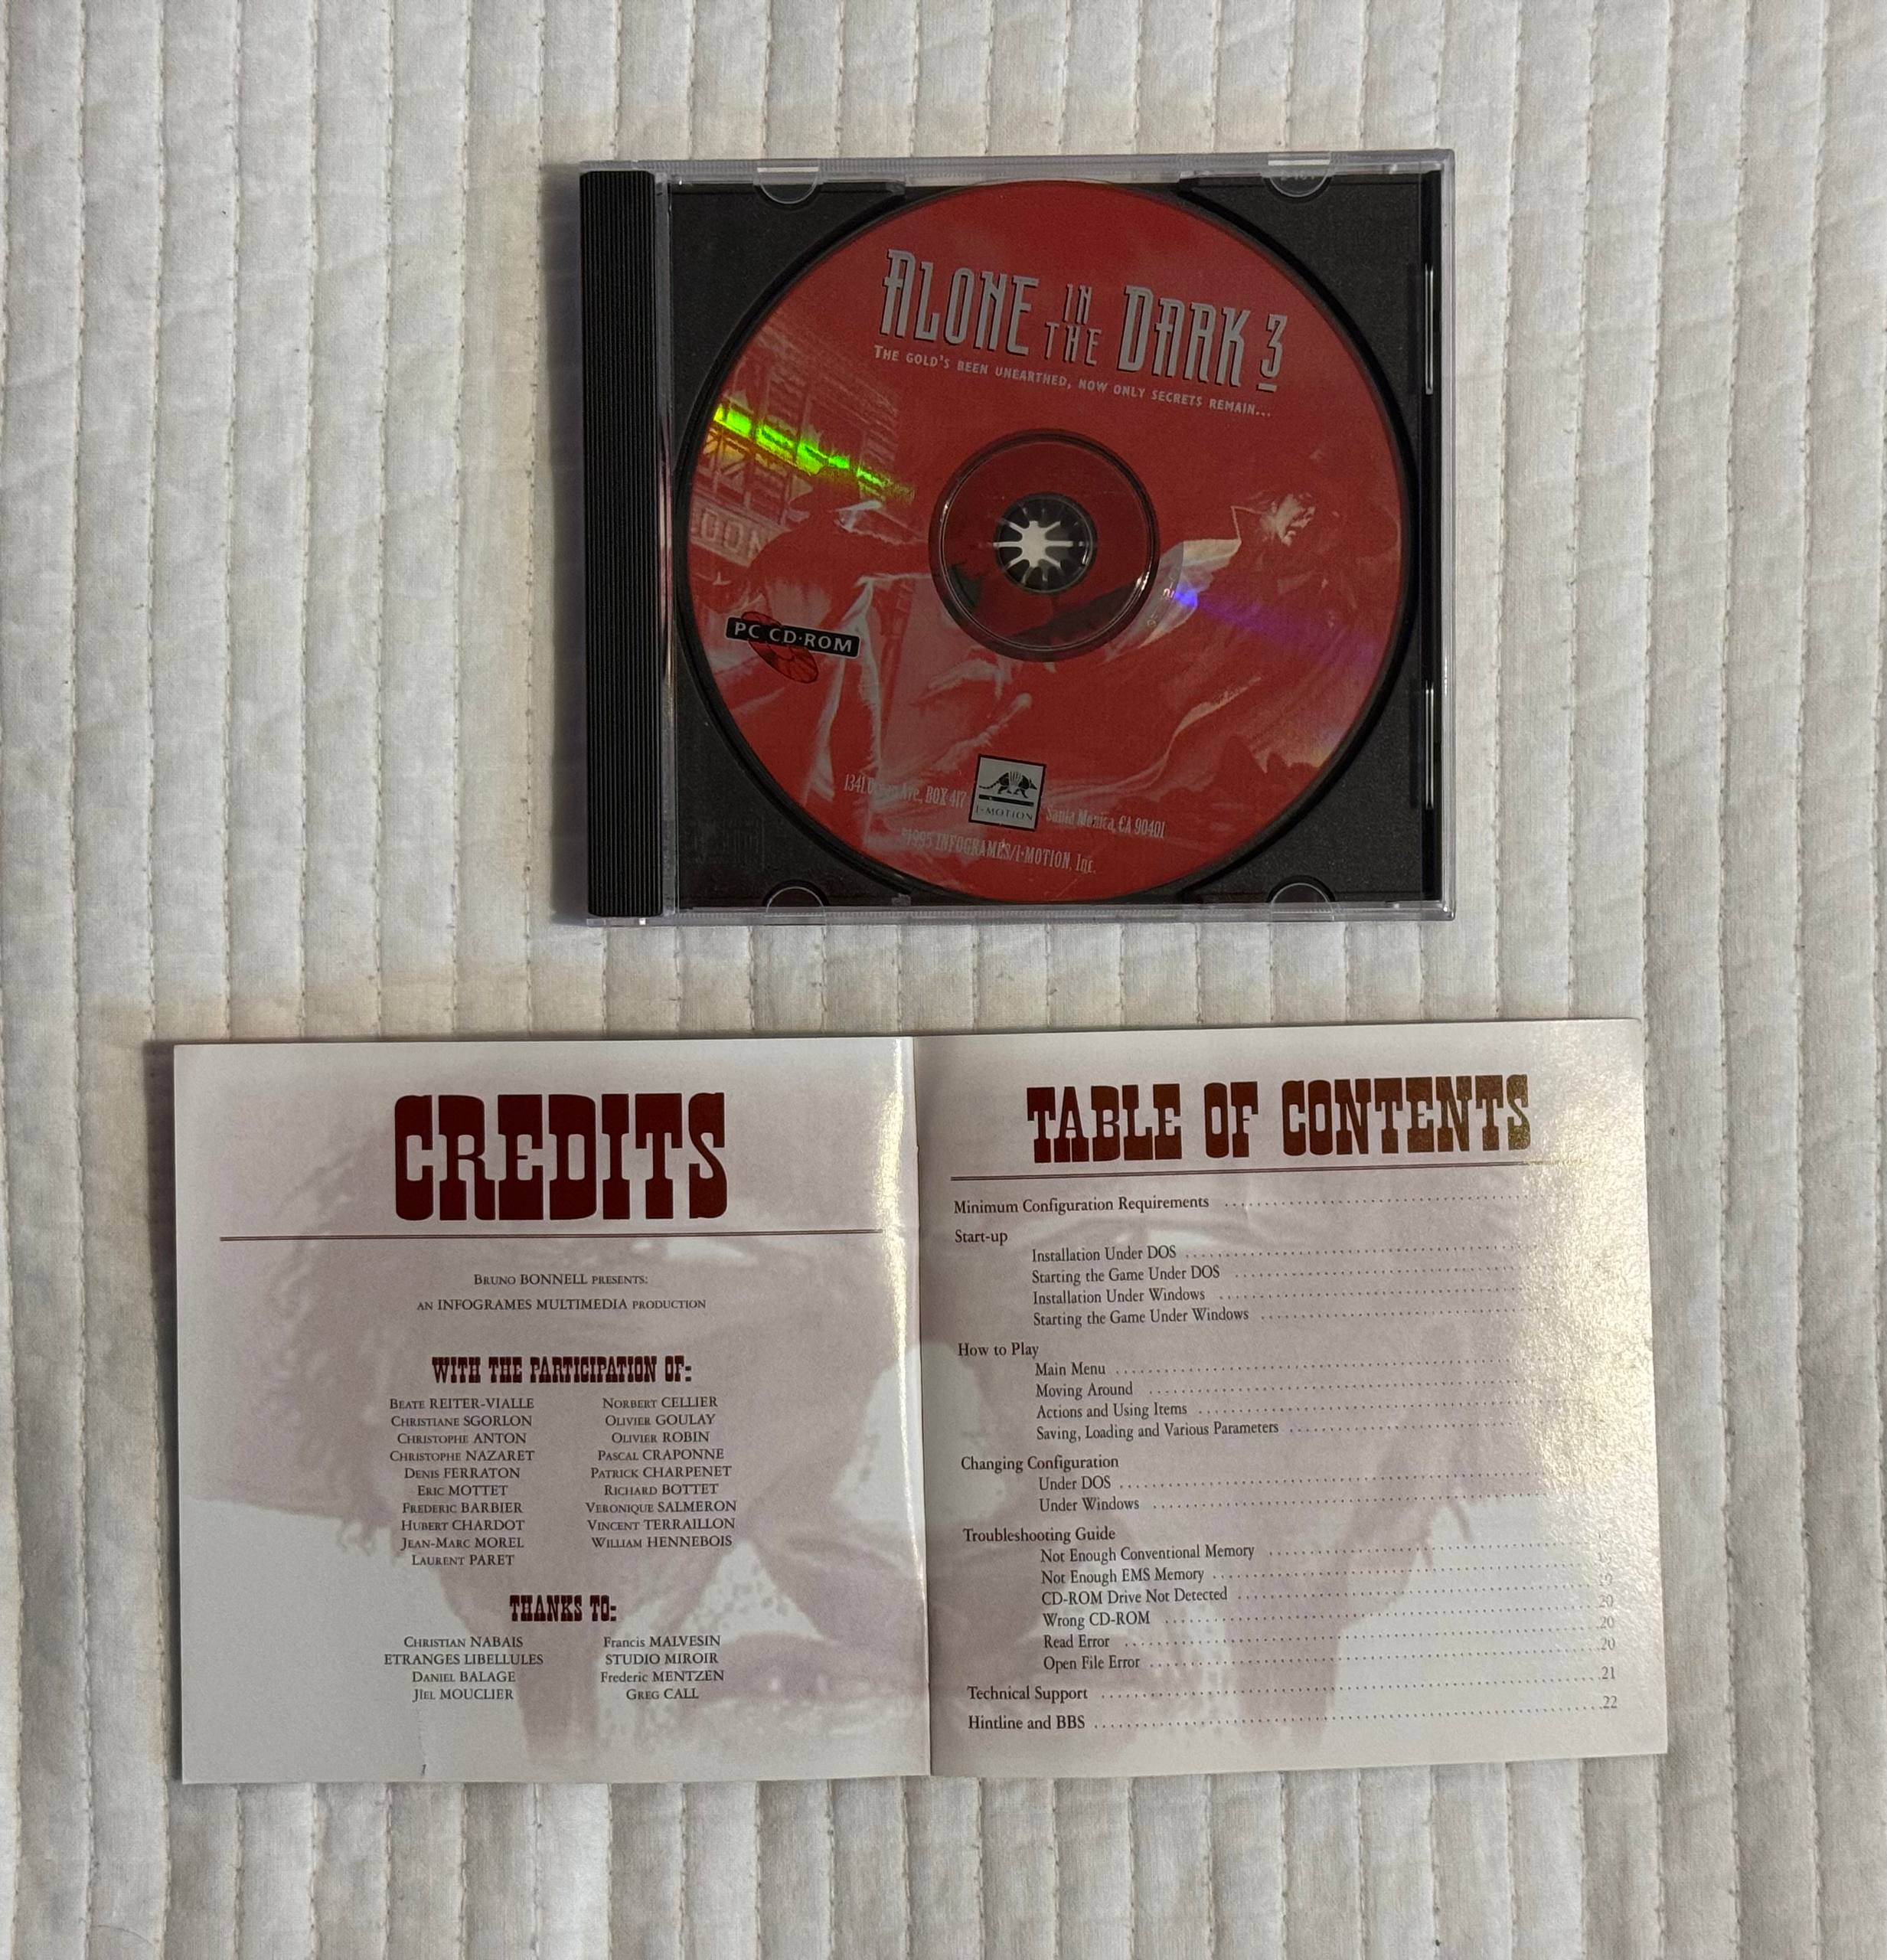 ALONE IN THE DARK 3
THE GOLD'S BEEN UNEARTHED, NOW ONLY SECRETS REMAIN...
PC CD·ROM
1341 Ave, BOX 417
I·MOTION
Santa Monica, CA 90401
©1995 INFOGRAMES/I·MOTION, Inc.
CREDITS
BRUNO BONNELL PRESENTS:
AN INFOGRAMES MULTIMEDIA PRODUCTION
WITH THE PARTICIPATION OF:
BEATE REITER-VIALLE
CHRISTIANE SGORLON
CHRISTOPHE ANTON
CHRISTOPHE NAZARET
DENIS FERRATON
ERIC MOTTET
FREDERIC BARBIER
HUBERT CHARDOT
JEAN-MARC MOREL
LAURENT PARET
NORBERT CELLIER
OLIVIER GOULAY
OLIVIER ROBIN
PASCAL CRAPONNE
PATRICK CHARPENET
RICHARD BOTTET
VERONIQUE SALMERON
VINCENT TERRAILLON
WILLIAM HENNEBOIS
THANKS TO:
CHRISTIAN NABAIS
ETRANGES LIBELLULES
DANIEL BALAGE
JIEL MOUCLIER
Francis MALVESIN
STUDIO MIROIR
Frederic MENTZEN
GREG CALL
TABLE OF CONTENTS
Minimum Configuration Requirements
Start-up
Installation Under DOS
Starting the Game Under DOS
Installation Under Windows
Starting the Game Under Windows
How to Play
Main Menu
Moving Around
Actions and Using Items
Saving, Loading and Various Parameters
Changing Configuration
Under DOS
Under Windows
Troubleshooting Guide
Not Enough Conventional Memory
Not Enough EMS Memory
CD-ROM Drive Not Detected
Wrong CD-ROM 20
Read Error 20
Open File Error 20
Technical Support 21
Hintline and BBS 22